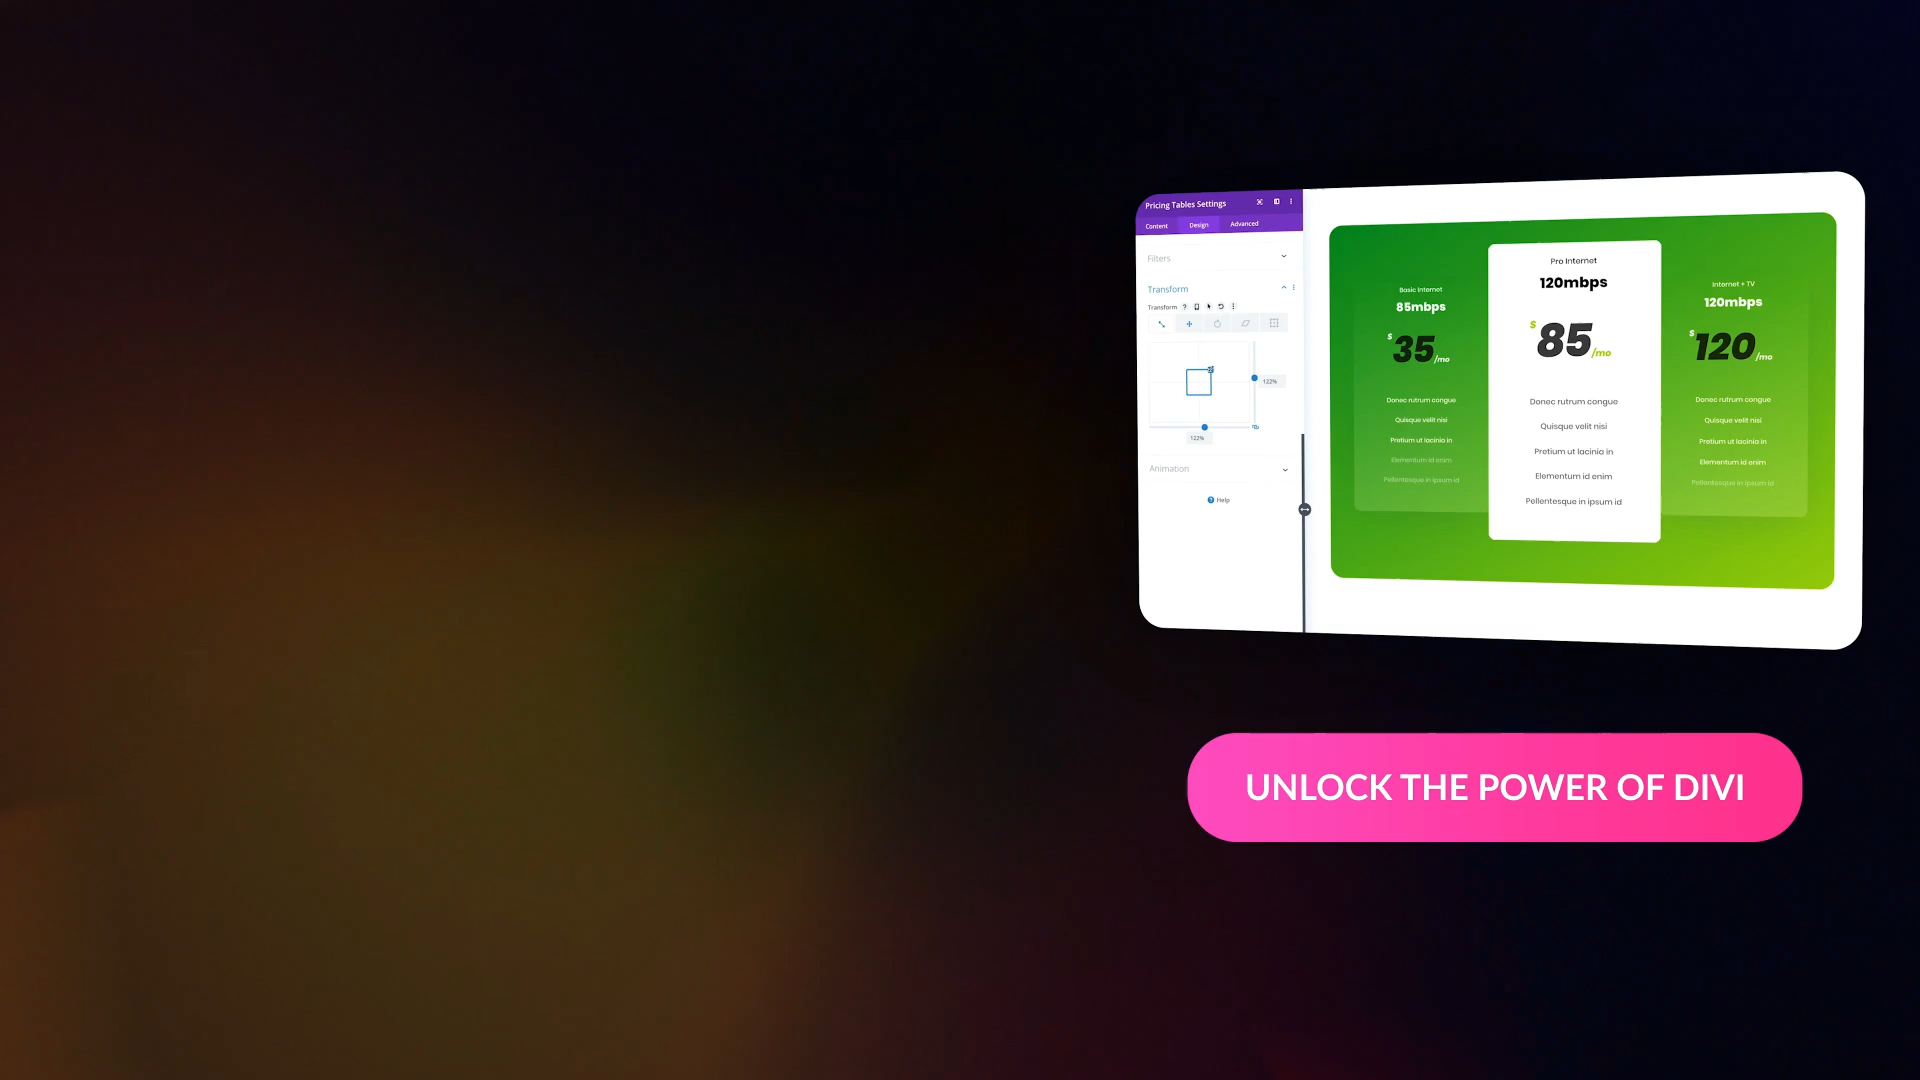 Pricing Tables Settings
Content
Design
Advanced
Filters
Transform
Transform
122%
122%
Animation
Help
Basic Internet
85mbps
$35/mo
Donec rutrum congue
Quisque velit nisi
Pretium ut lacinia in
Elementum id enim
Pellentesque in ipsum id
Pro Internet
120mbps
$85/mo
Donec rutrum congue
Quisque velit nisi
Pretium ut lacinia in
Elementum id enim
Pellentesque in ipsum id
Internet + TV
120mbps
$120/mo
Donec rutrum congue
Quisque velit nisi
Pretium ut lacinia in
Elementum id enim
Pellentesque in ipsum id
UNLOCK THE POWER OF DIVI